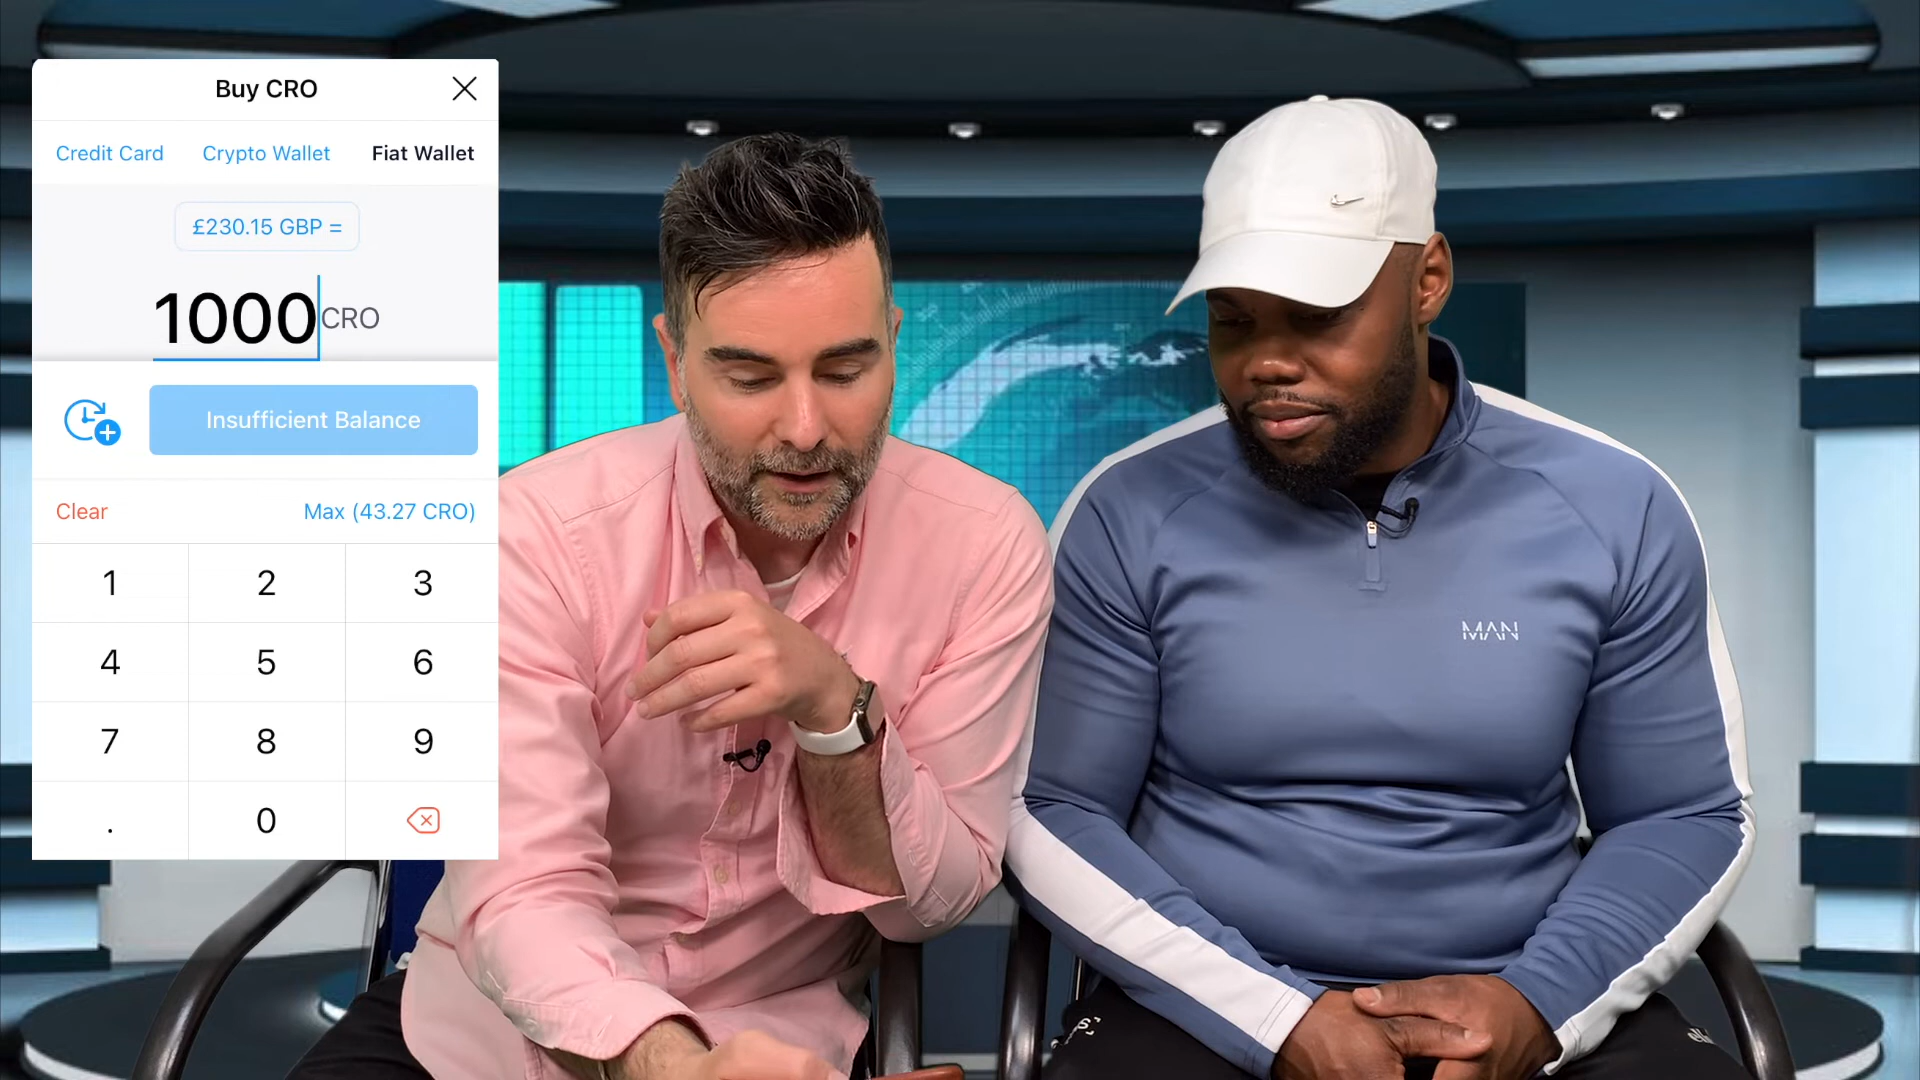 Buy CRO
Credit Card Crypto Wallet Fiat Wallet
£230.15 GBP =
1000 CRO
Insufficient Balance
Clear Max (43.27 CRO)
1 2 3
4 5 6
7 8 9
. 0
MAN